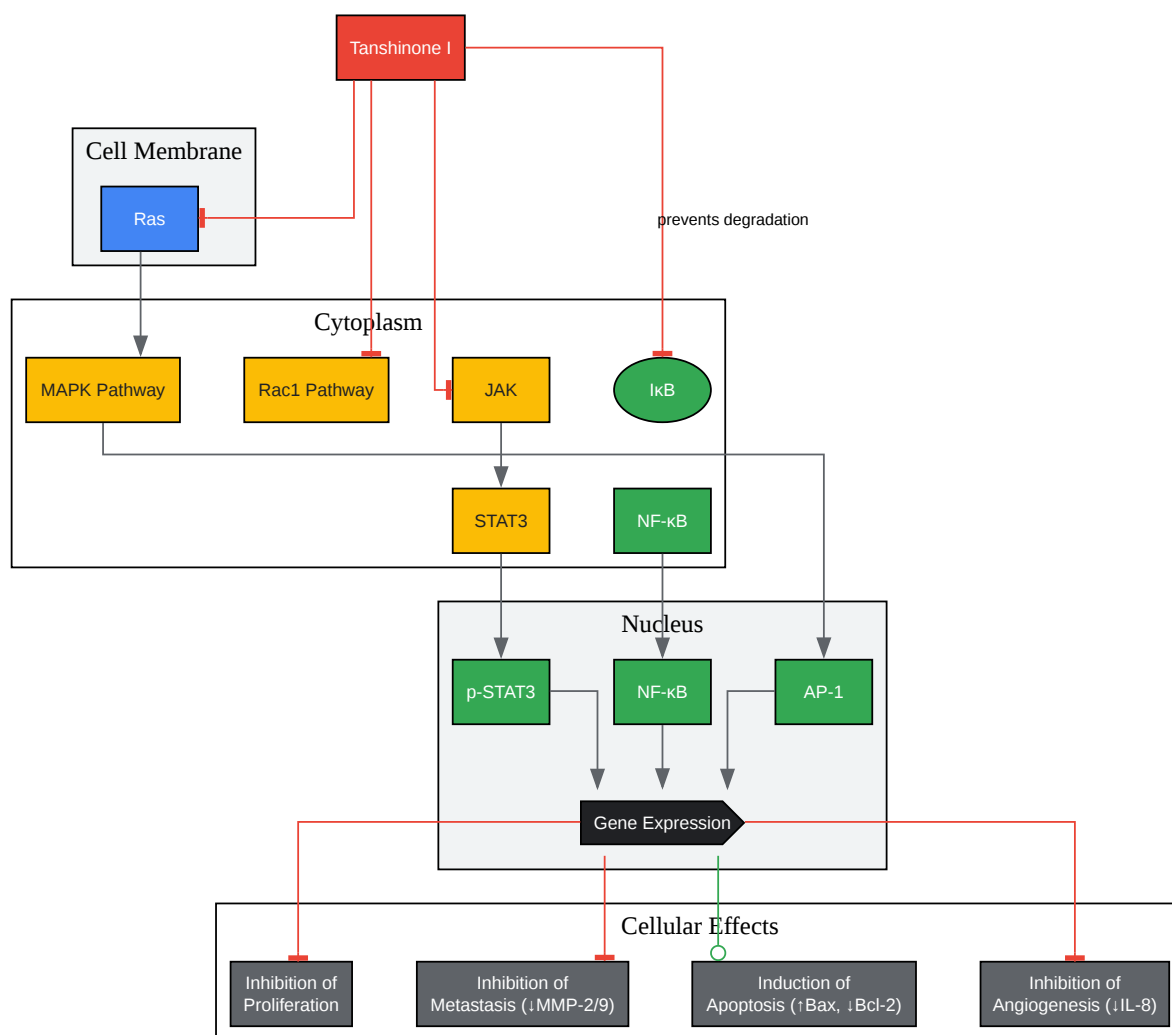 Tanshinone I
Cell Membrane
Ras
prevents degradation
Cytoplasm
MAPK Pathway
Rac1 Pathway
JAK
IκB
STAT3
NF-κB
Nucleus
p-STAT3
NF-κB
AP-1
Gene Expression
Cellular Effects
Inhibition of
Proliferation
Inhibition of
Metastasis (↓MMP-2/9)
Induction of
Apoptosis (↑Bax, ↓Bcl-2)
Inhibition of
Angiogenesis (↓IL-8)